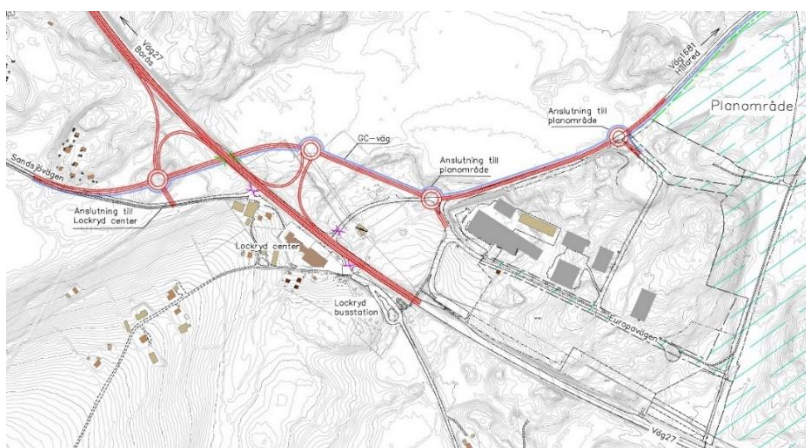 Väg27
Borås
Väg1681
Hillared
Planområde
Anslutning till
planområde
GC-väg
Anslutning till
planområde
Sandsjövägen
Anslutning till
Lockryd center
Lockryd center
Lockryd
busstation
Europavägen
Väg27